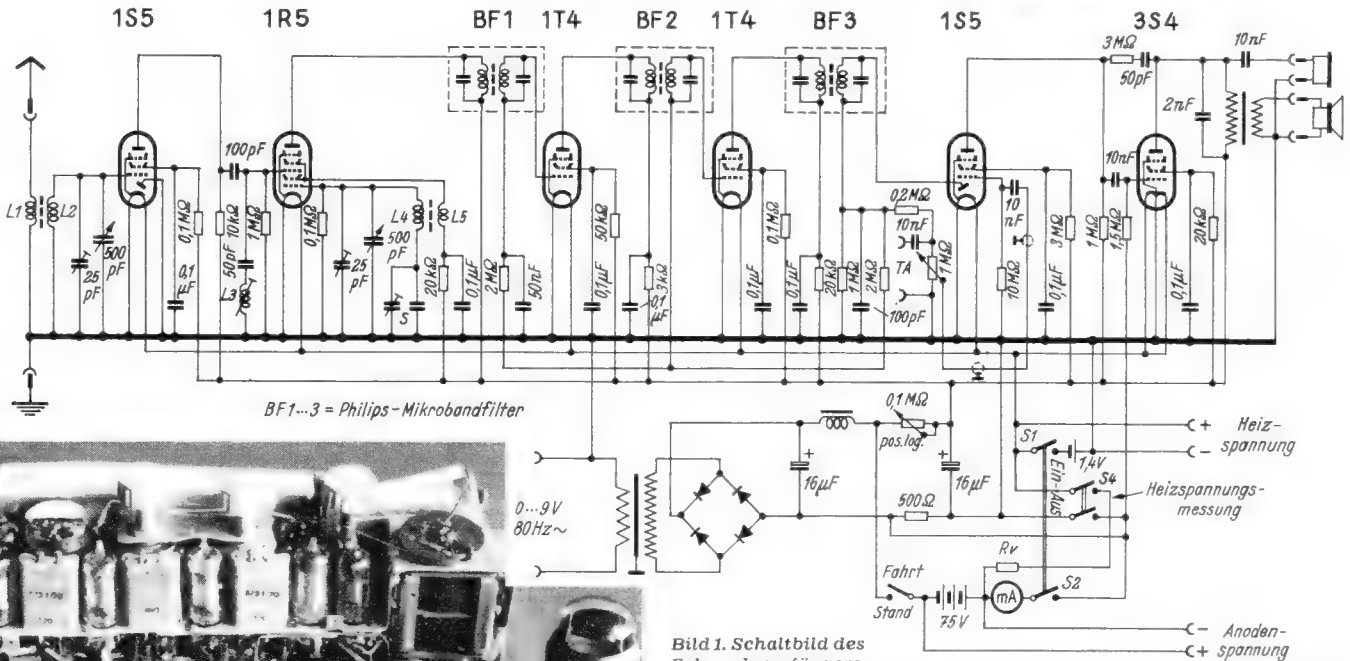 1S5 1R5 BF1 1T4 BF2 1T4 BF3 1S5 3S4
3MΩ
50pF
10nF
2nF
100pF
10nF
L1
L2
25 pF
500 pF
0,1 µF
0,1MΩ
10kΩ
50pF
L3
1MΩ
0,1MΩ
25 pF
500 pF
L4
L5
S
20kΩ
0,1µF
2MΩ
50nF
0,1µF
50kΩ
0,1 µF
3kΩ
0,1µF
0,1MΩ
0,1µF
20kΩ
1MΩ
2MΩ
0,2MΩ
10nF
TA
100pF
1MΩ
10 nF
10MΩ
0,1µF
3MΩ
1MΩ
1,5MΩ
0,1µF
20kΩ
BF1...3 = Philips-Mikrobandfilter
0...9V
80Hz~
16µF
0,1MΩ
pos.log.
500Ω
16µF
S1
Ein-Aus
1,4V
S4
+ Heiz-
- spannung
Heizspannungs-
messung
Rv
mA
S2
Fahrt
Stand
75V
- Anoden-
+ spannung
Bild 1. Schaltbild des